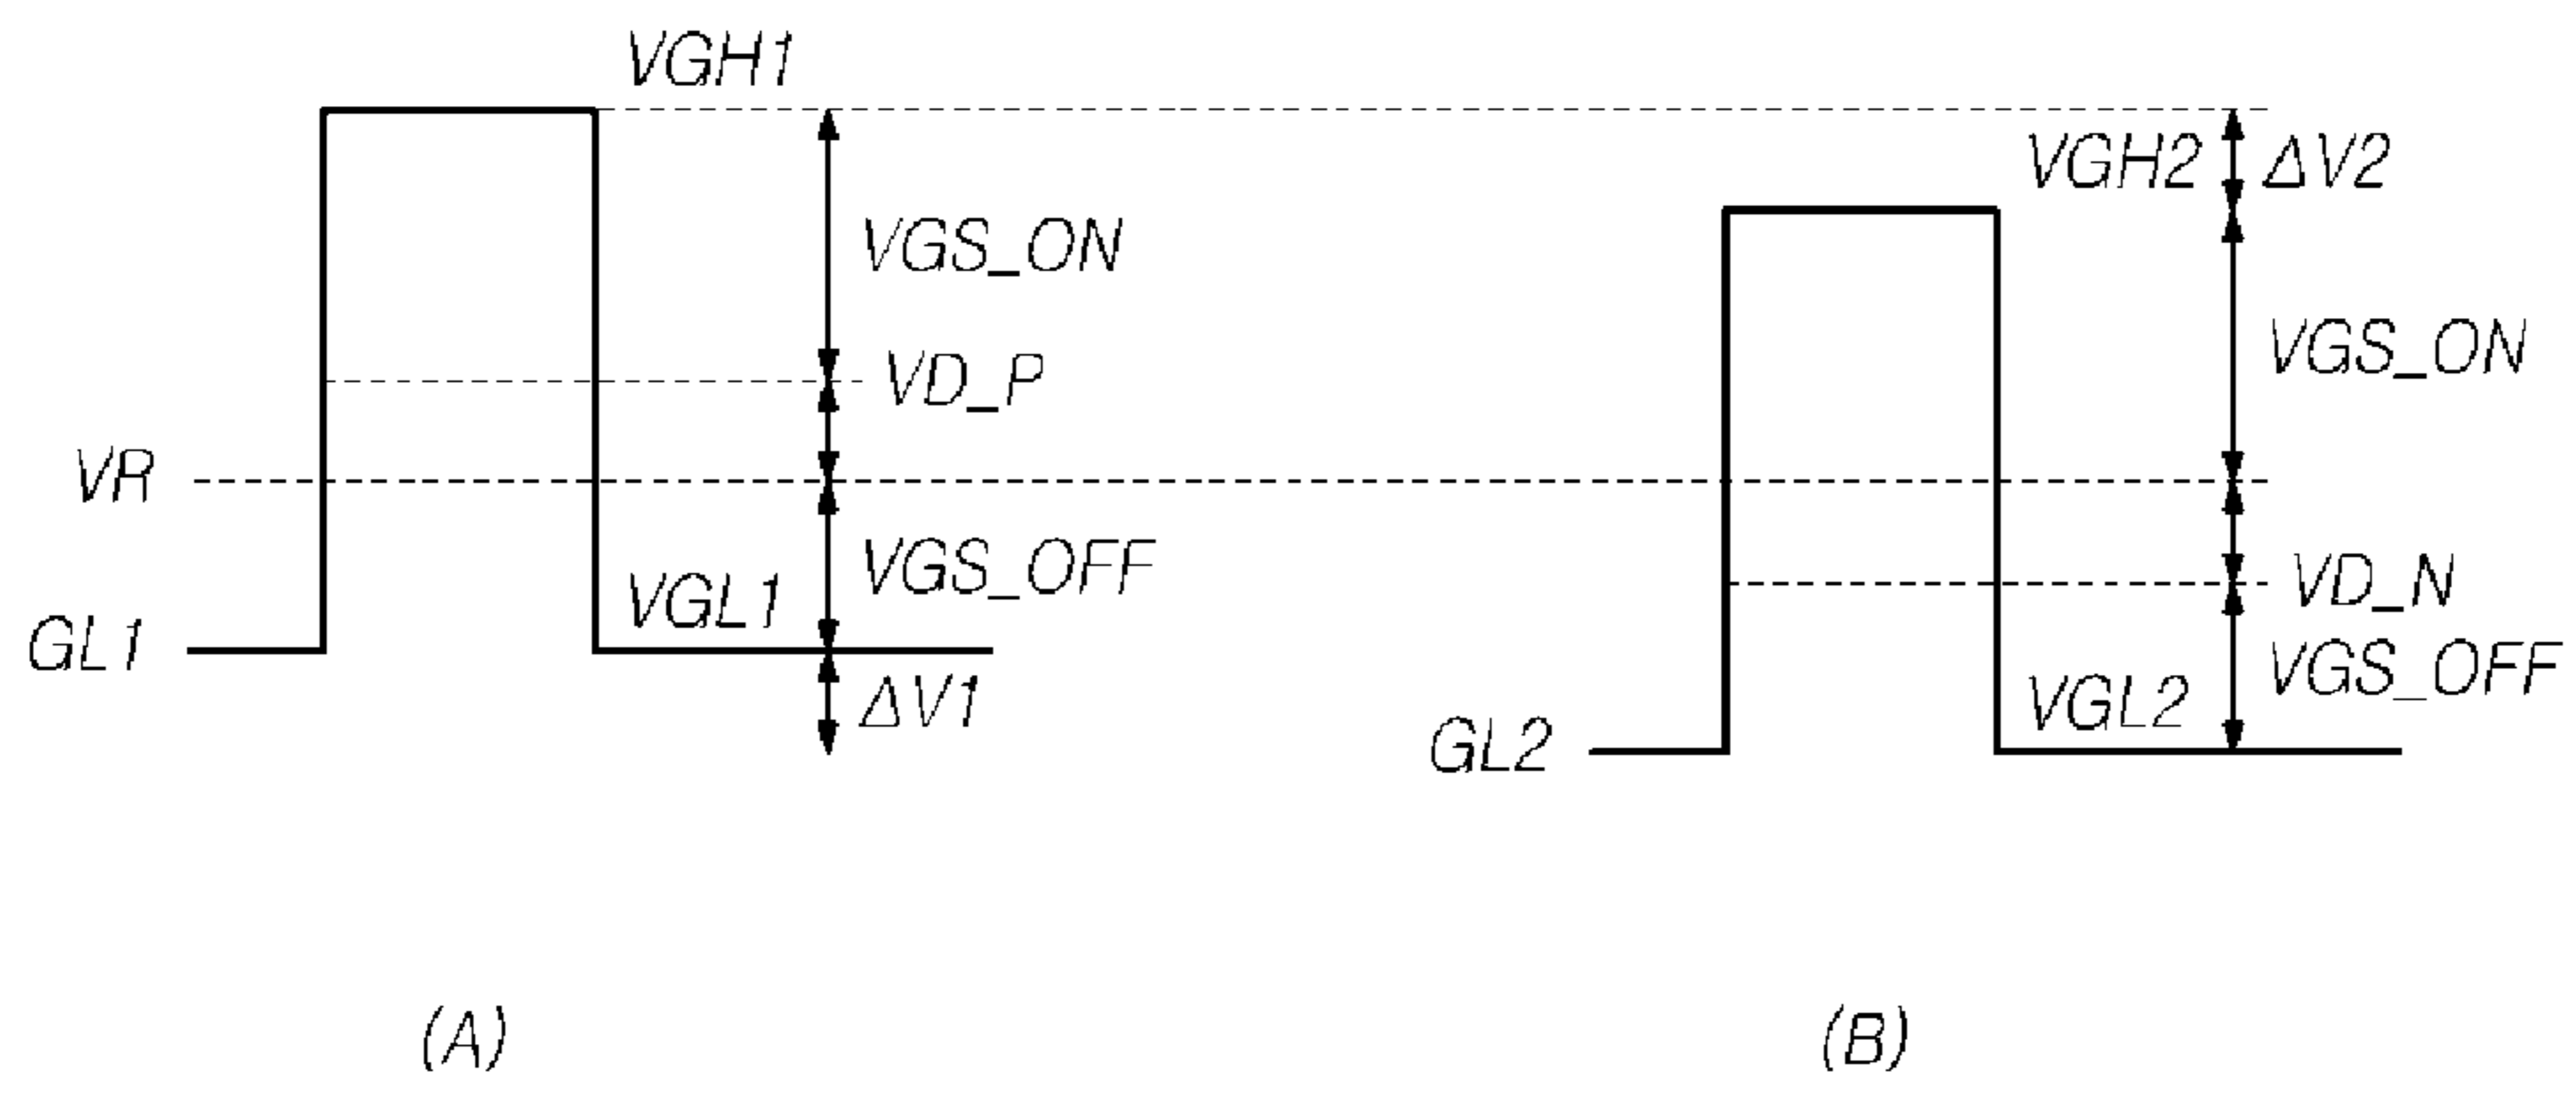 VGH1
VGH2 ΔV2
VGS_ON
VGS_ON
VD_P
VR
VGS_OFF
VD_N
VGL1
GL1
VGS_OFF
ΔV1
VGL2
GL2
(A)
(B)